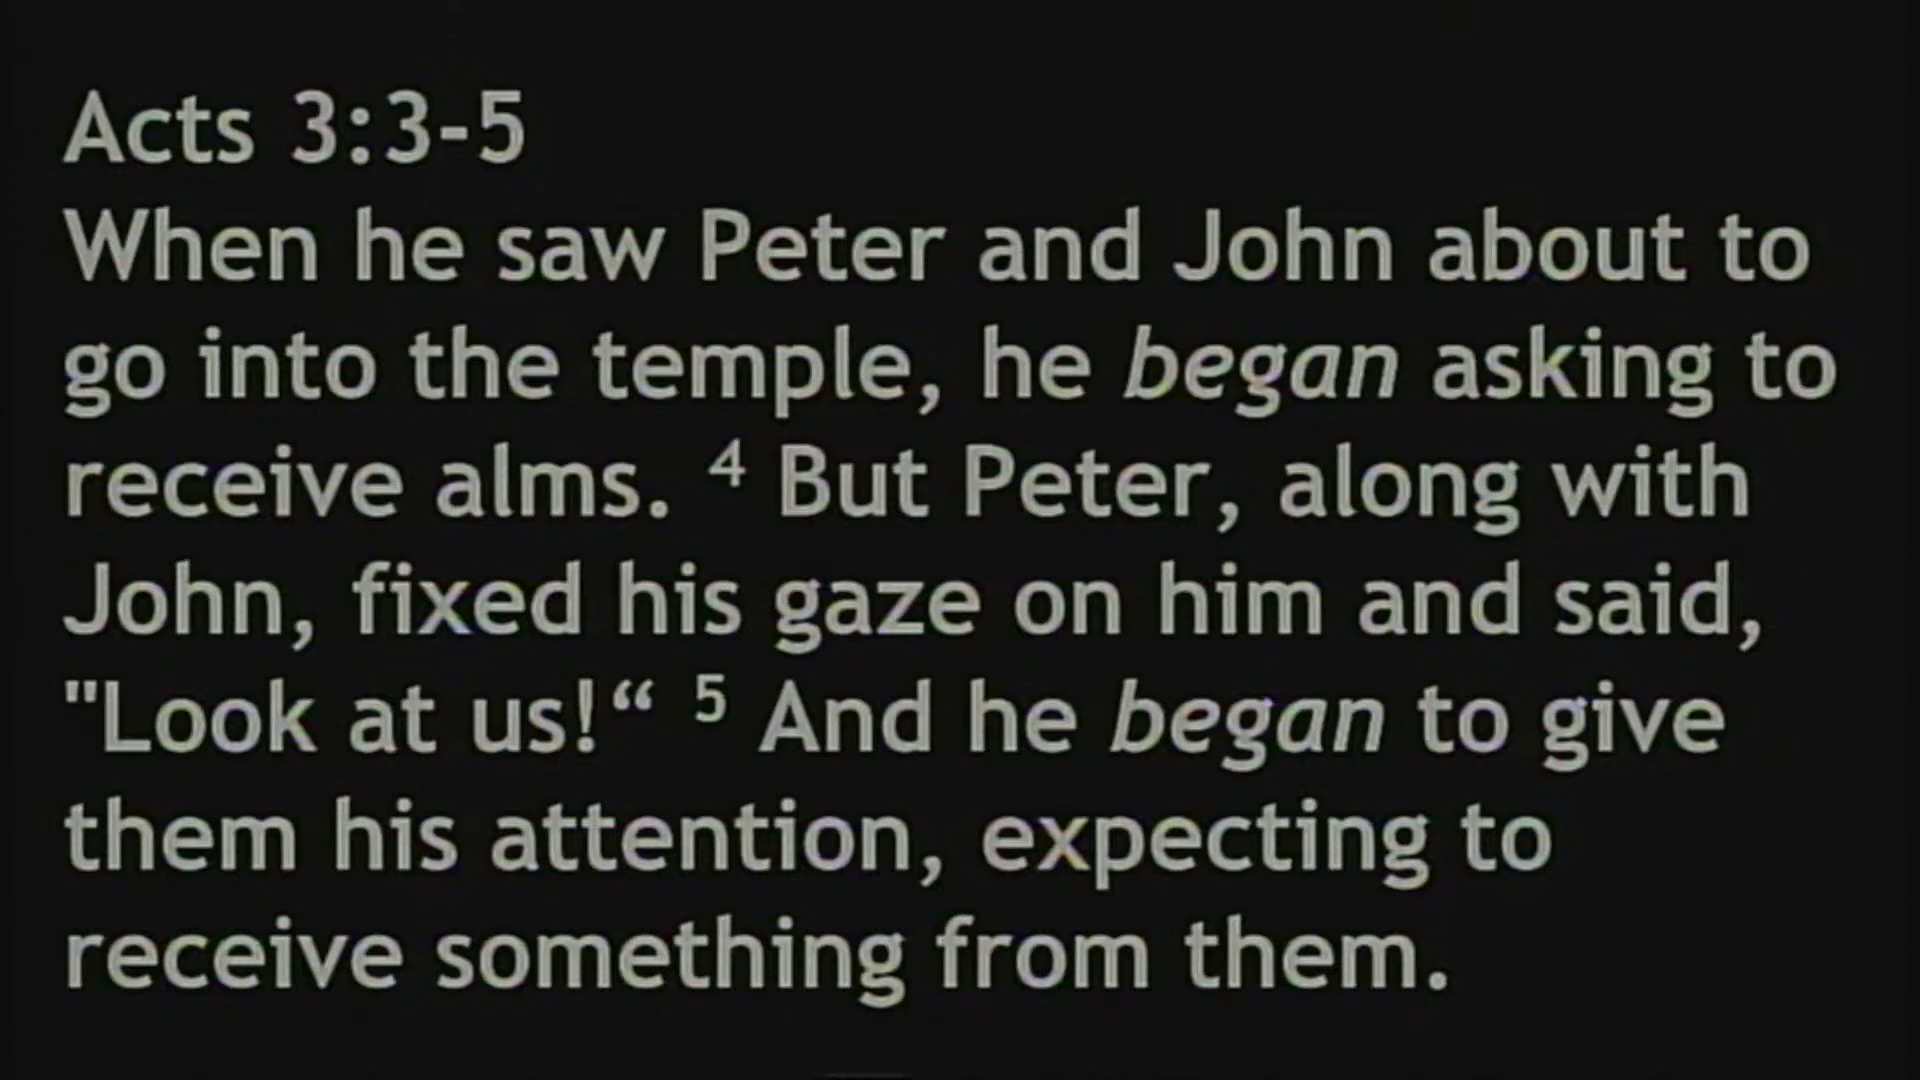 Acts 3:3-5
When he saw Peter and John about to
go into the temple, he began asking to
receive alms. ⁴ But Peter, along with
John, fixed his gaze on him and said,
"Look at us!“ ⁵ And he began to give
them his attention, expecting to
receive something from them.